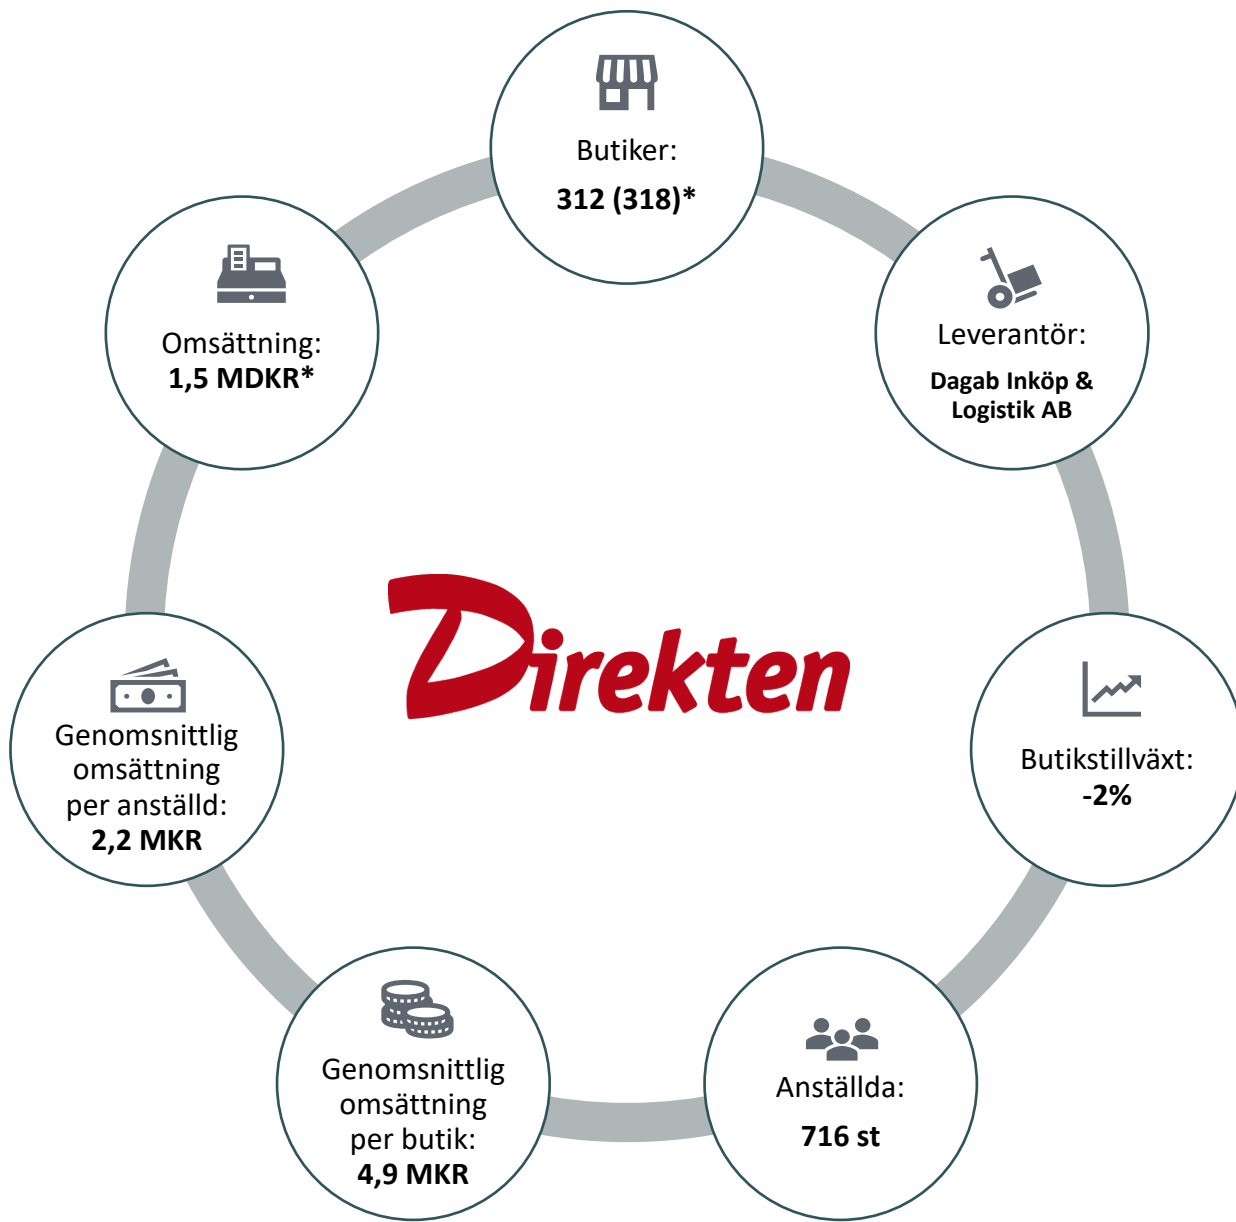 Butiker:
312 (318)*
Leverantör:
Dagab Inköp &
Logistik AB
Butikstillväxt:
-2%
Anställda:
716 st
Genomsnittlig
omsättning
per butik:
4,9 MKR
Genomsnittlig
omsättning
per anställd:
2,2 MKR
Omsättning:
1,5 MDKR*
Direkten